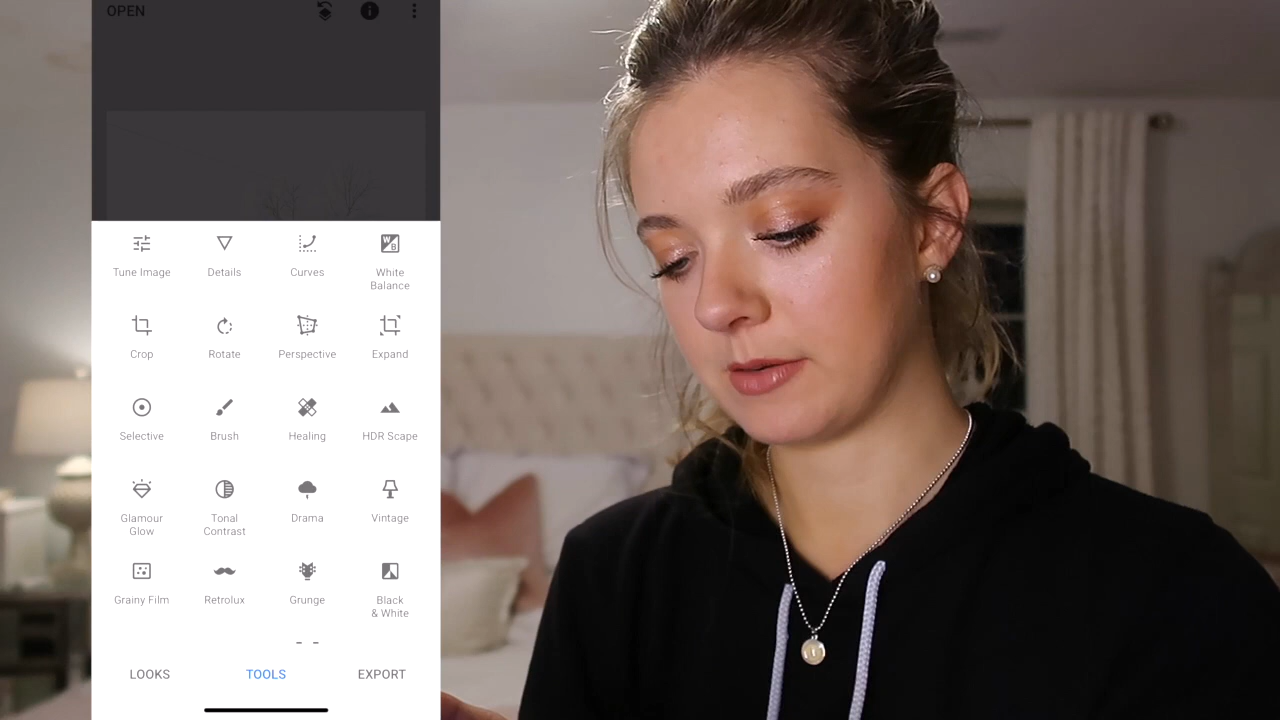 OPEN
Tune Image
Details
Curves
White
Balance
Crop
Rotate
Perspective
Expand
Selective
Brush
Healing
HDR Scape
Glamour
Glow
Tonal
Contrast
Drama
Vintage
Grainy Film
Retrolux
Grunge
Black
& White
LOOKS
TOOLS
EXPORT